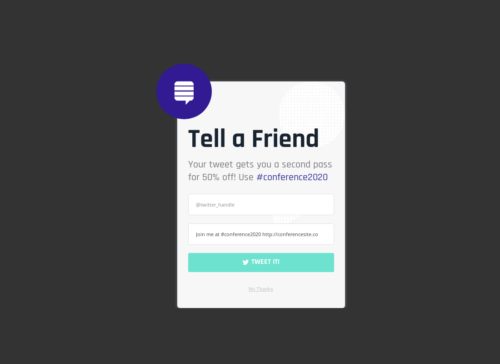 Tell a Friend
Your tweet gets you a second pass
for 50% off! Use #conference2020
@twitter_handle
Join me at #conference2020 http://conferencesite.co
TWEET IT!
No Thanks